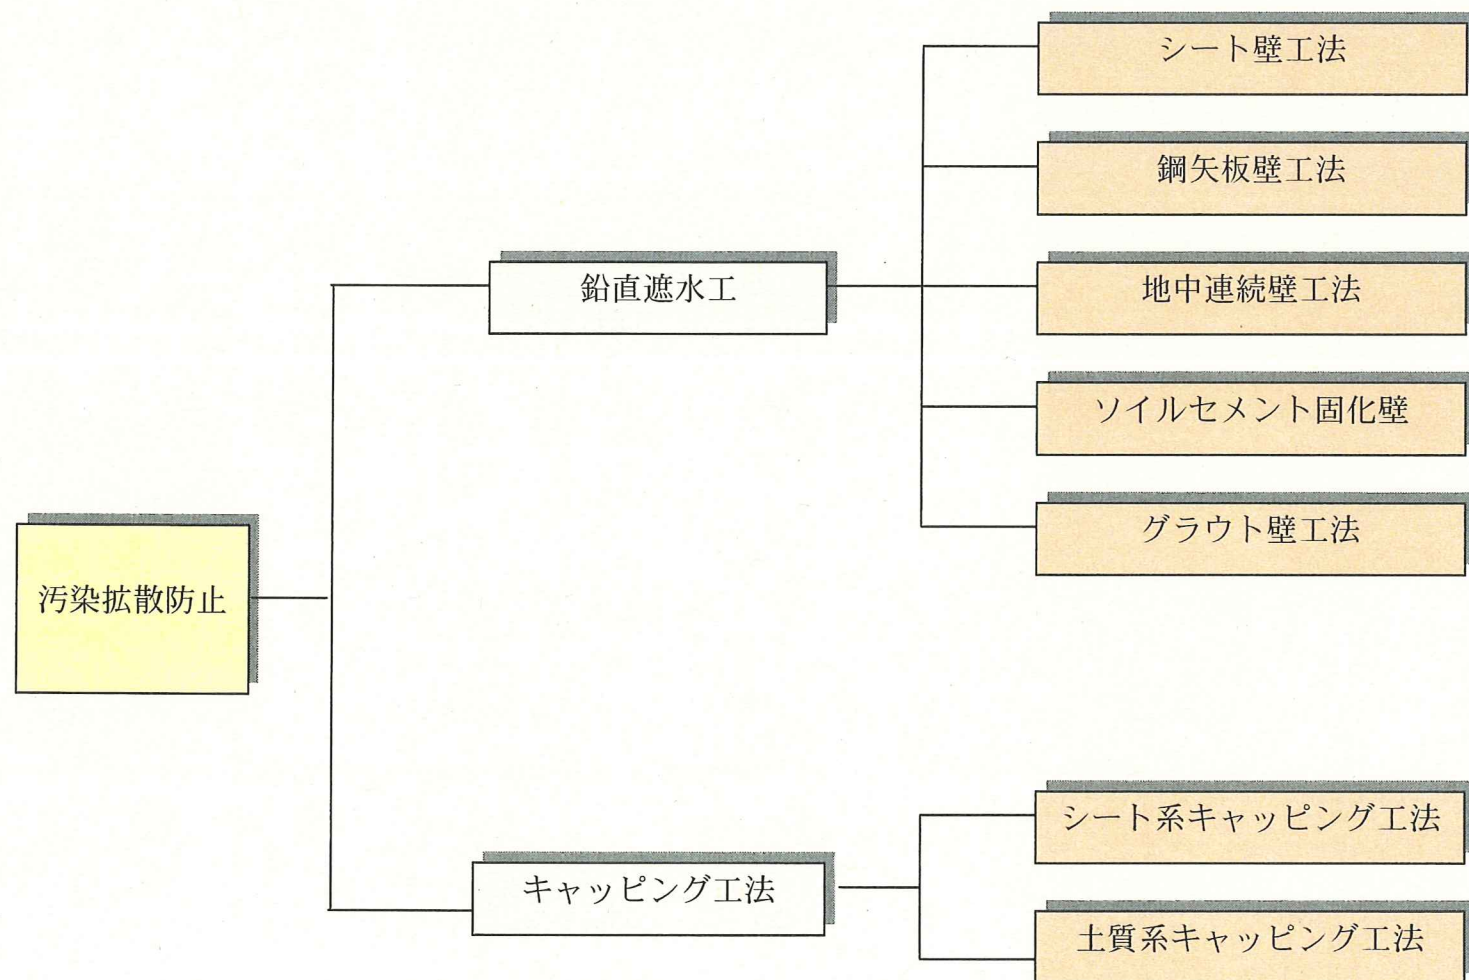 シート壁工法
鋼矢板壁工法
鉛直遮水工
地中連続壁工法
ソイルセメント固化壁
グラウト壁工法
汚染拡散防止
シート系キャッピング工法
キャッピング工法
土質系キャッピング工法